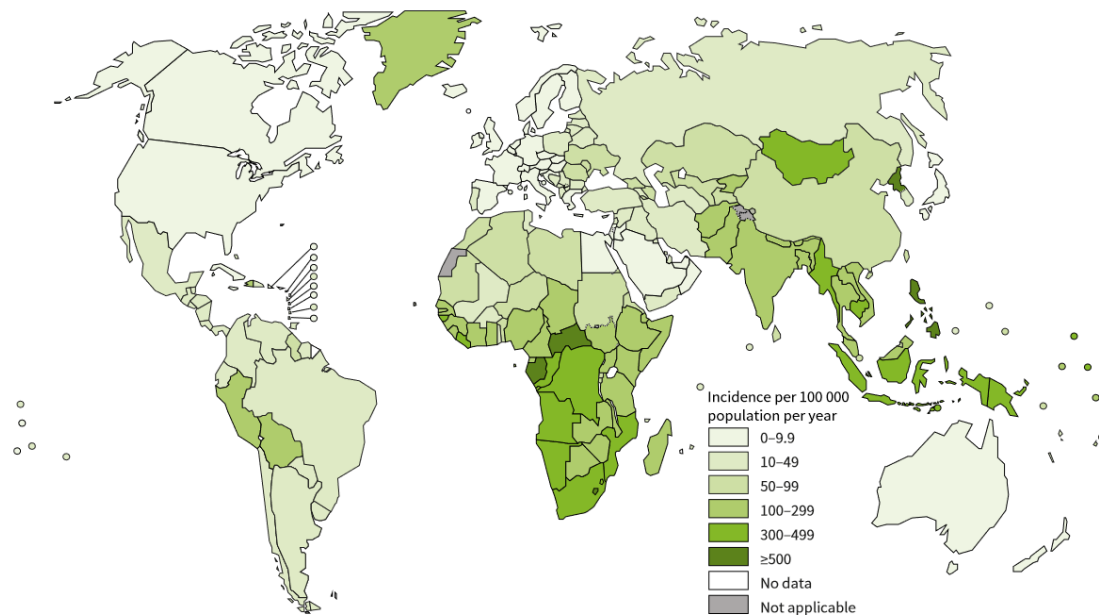 Incidence per 100 000
population per year
0–9.9
10–49
50–99
100–299
300–499
≥500
No data
Not applicable